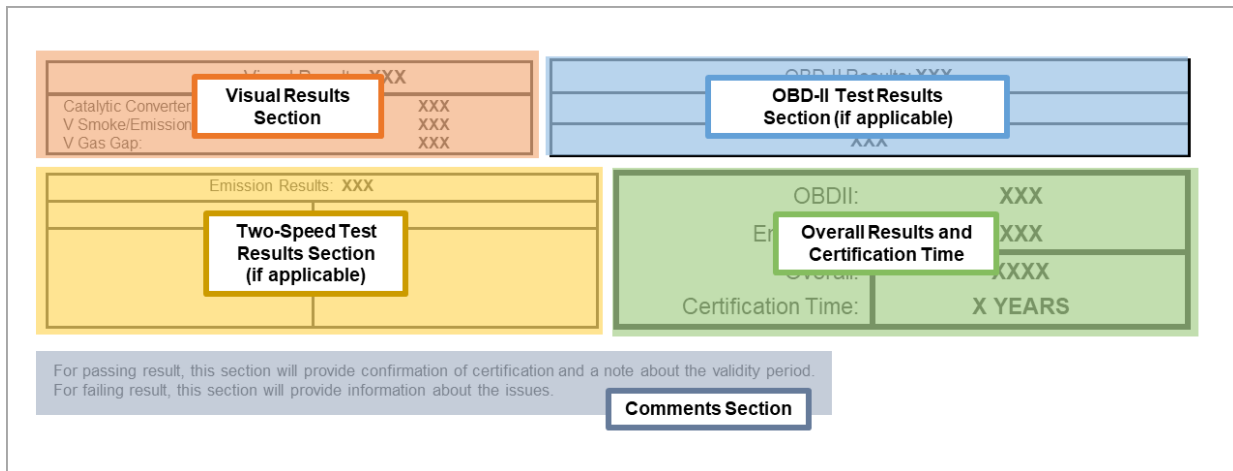 Visual Results: XXX
Catalytic Converter XXX
V Smoke/Emission XXX
V Gas Gap: XXX
Visual Results
Section
OBD-II Results: XXX
XXX
OBD-II Test Results
Section (if applicable)
Emission Results: XXX
Two-Speed Test
Results Section
(if applicable)
OBDII: XXX
XXX
Overall: XXXX
Certification Time: X YEARS
Overall Results and
Certification Time
For passing result, this section will provide confirmation of certification and a note about the validity period.
For failing result, this section will provide information about the issues.
Comments Section